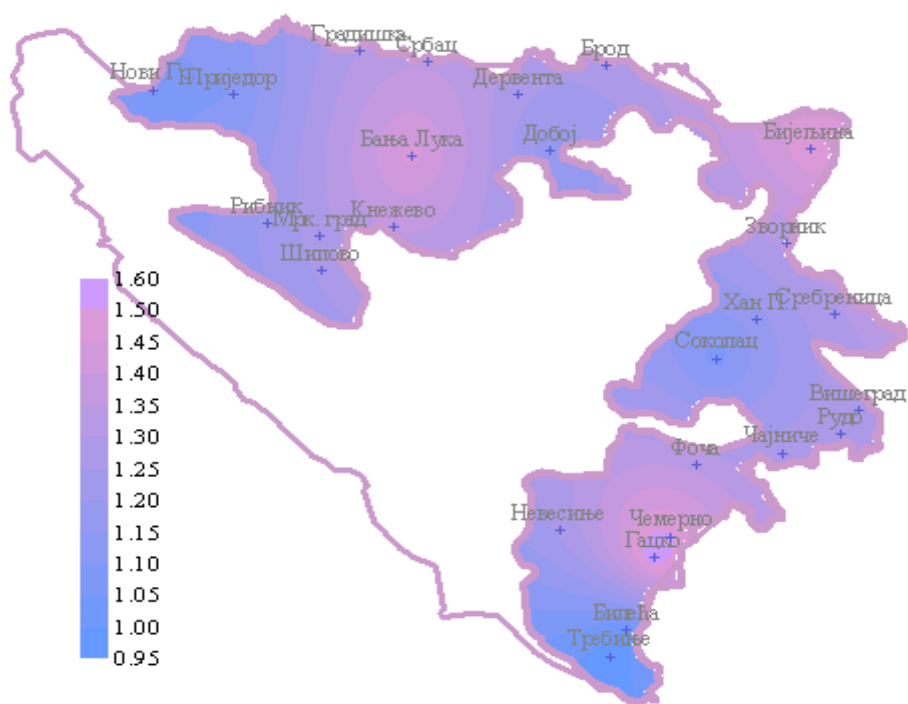 Градишка
Србац
Брод
Нови Г
Приједор
Дервента
Добој
Бијељина
Бања Лука
Рибник
Мрк. град
Кнежево
Шипово
Зворник
Хан П.
Сребреница
Соколац
Вишеград
Рудо
Чајниче
Фоча
Невесиње
Чемерно
Гацко
Билећа
Требиње
1.60
1.50
1.45
1.40
1.35
1.30
1.25
1.20
1.15
1.10
1.05
1.00
0.95